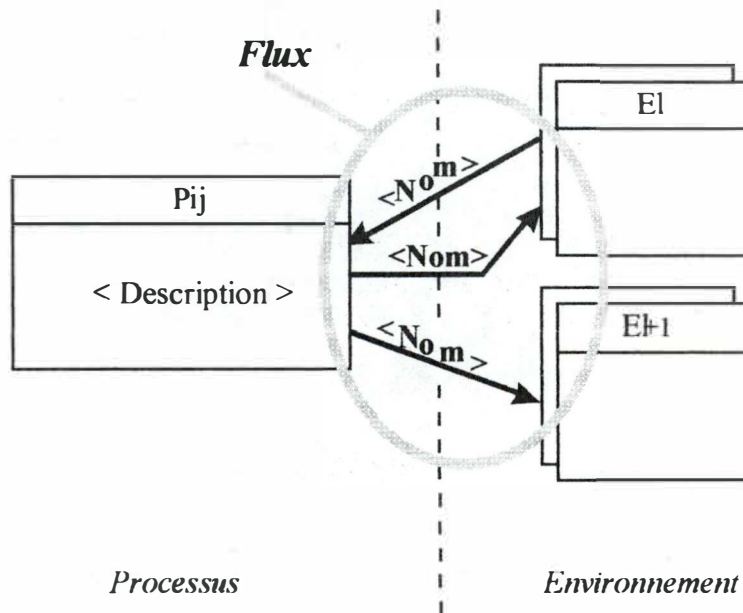 Flux
El
<Nom>
Pij
<Nom>
< Description >
<Nom>
El+1
Processus
Environnement